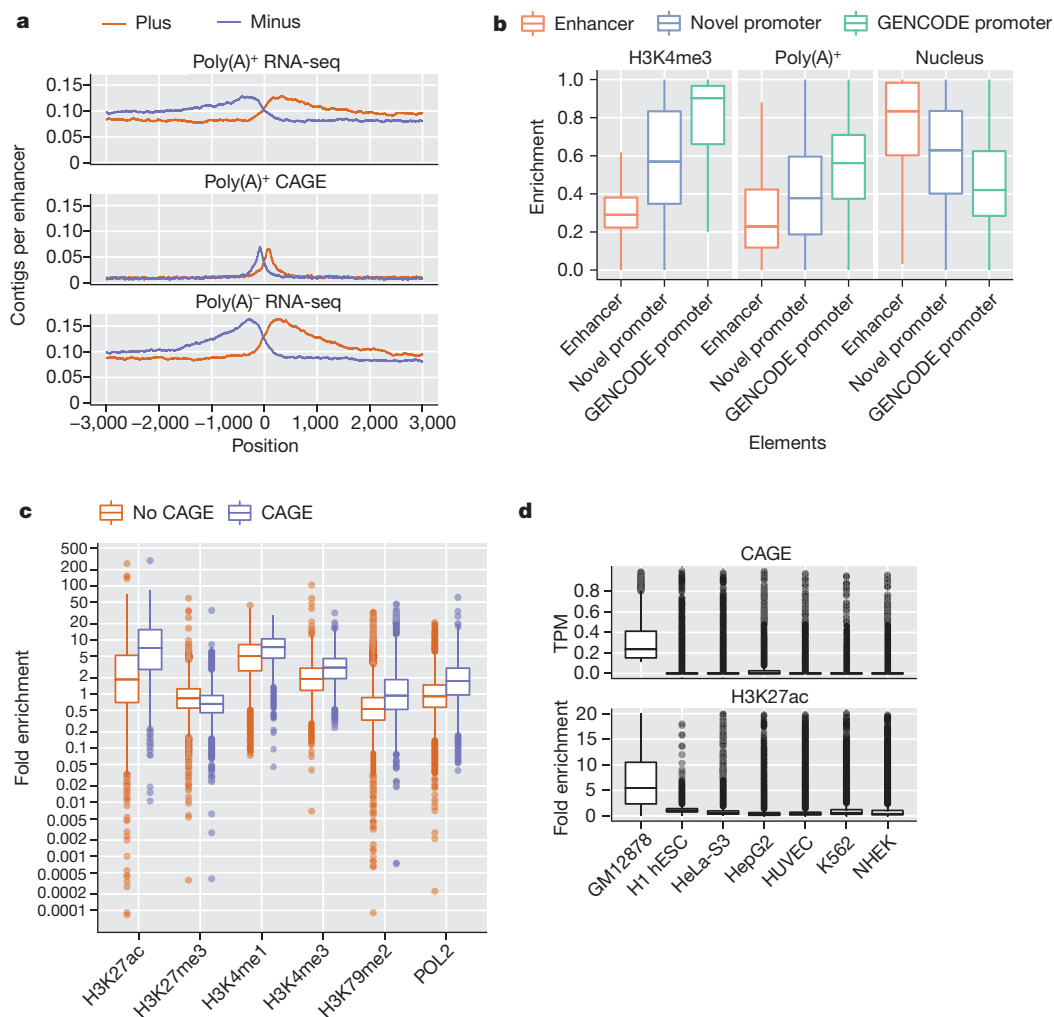 a
Plus Minus
Poly(A)+ RNA-seq
0.15
0.10
0.05
0
Poly(A)+ CAGE
0.15
0.10
0.05
0
Poly(A)− RNA-seq
0.15
0.10
0.05
0
Contigs per enhancer
−3,000 −2,000 −1,000 0 1,000 2,000 3,000
Position
b
Enhancer Novel promoter GENCODE promoter
H3K4me3 Poly(A)+ Nucleus
1.0
0.8
0.6
0.4
0.2
0.0
Enrichment
Enhancer
Novel promoter
GENCODE promoter
Enhancer
Novel promoter
GENCODE promoter
Enhancer
Novel promoter
GENCODE promoter
Elements
c
No CAGE CAGE
500
200
100
50
20
10
5
2
1
0.5
0.2
0.1
0.05
0.02
0.01
0.005
0.002
0.001
0.0005
0.0002
0.0001
Fold enrichment
H3K27ac
H3K27me3
H3K4me1
H3K4me3
H3K79me2
POL2
d
CAGE
0.8
0.6
0.4
0.2
0.0
TPM
H3K27ac
20
15
10
5
0
Fold enrichment
GM12878
H1 hESC
HeLa-S3
HepG2
HUVEC
K562
NHEK